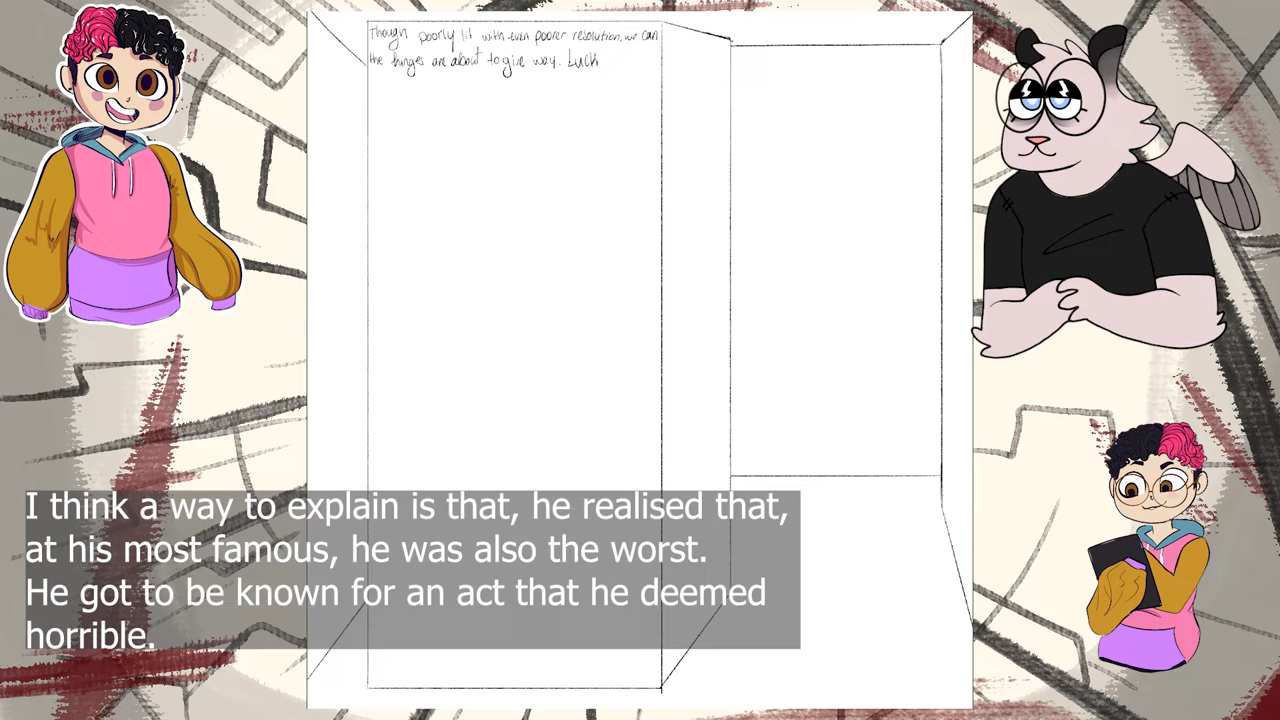 Though poorly lit with even poorer resolution, we can
the hinges are about to give way. Luck
I think a way to explain is that, he realised that,
at his most famous, he was also the worst.
He got to be known for an act that he deemed
horrible.